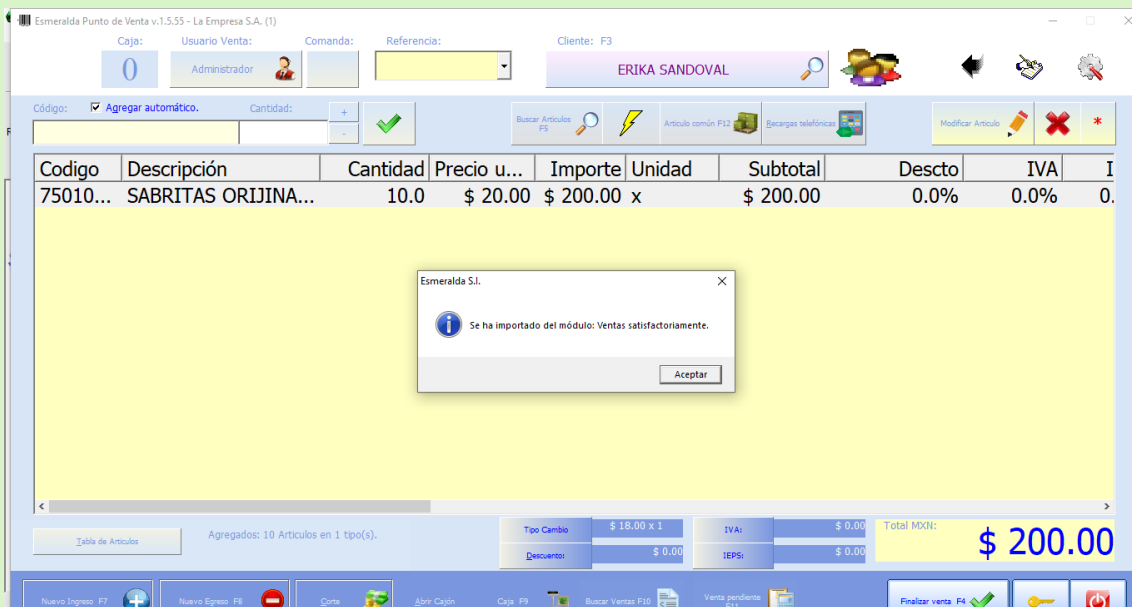 Esmeralda Punto de Venta v.1.5.55 - La Empresa S.A. (1)
Caja: Usuario Venta: Comanda: Referencia: Cliente: F3
0 Administrador ERIKA SANDOVAL
Código: Agregar automático. Cantidad: + -
Buscar Articulos F5 Articulo común F12 Recargas telefónicas Modificar Articulo *
Codigo Descripción Cantidad Precio u... Importe Unidad Subtotal Descto IVA I
75010... SABRITAS ORIJINA... 10.0 $ 20.00 $ 200.00 x $ 200.00 0.0% 0.0% 0.
Esmeralda S.I.
Se ha importado del módulo: Ventas satisfactoriamente.
Aceptar
Tabla de Articulos Agregados: 10 Articulos en 1 tipo(s). Tipo Cambio $ 18.00 x 1 IVA: $ 0.00 Total MXN: $ 200.00
Descuento: $ 0.00 IEPS: $ 0.00
Nuevo Ingreso F7 Nuevo Egreso F8 Corte Abrir Cajón Caja F9 Buscar Ventas F10 Venta pendiente F11 Finalizar venta F4